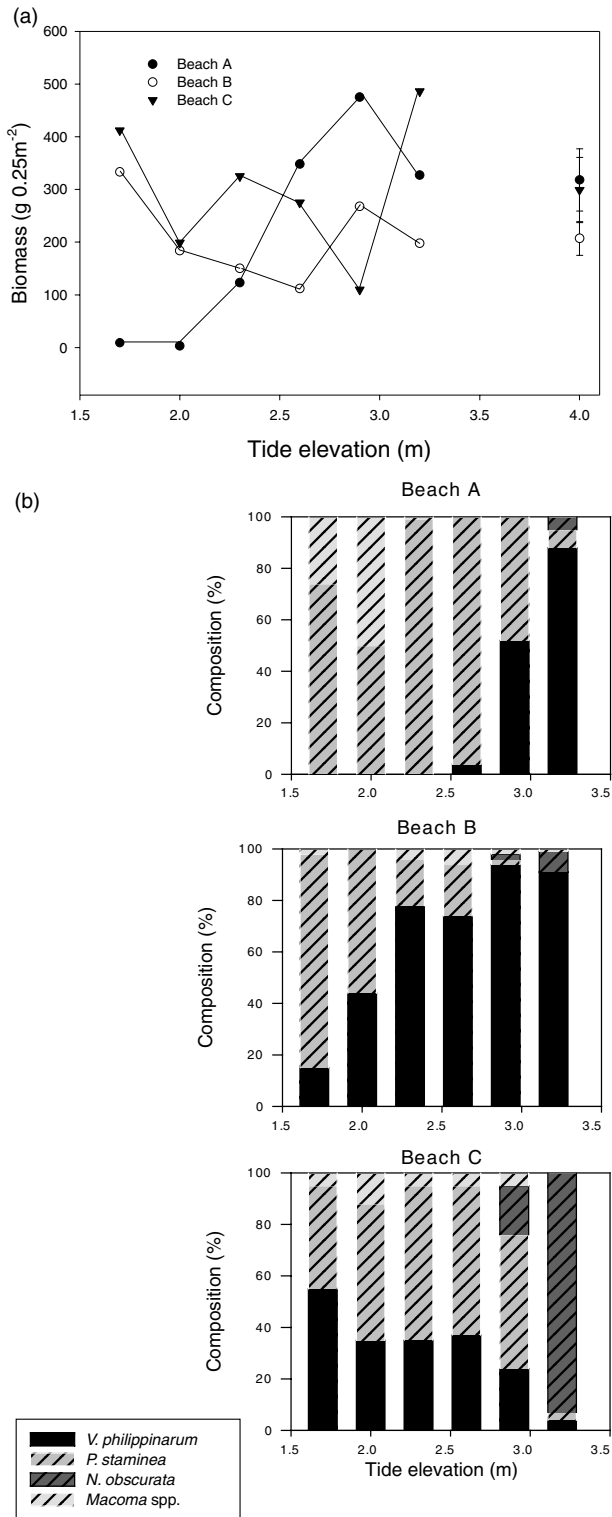 (a)
600
500
400
300
200
100
0
Biomass (g 0.25m-2)
Beach A
Beach B
Beach C
1.5 2.0 2.5 3.0 3.5 4.0
Tide elevation (m)
(b)
Beach A
100
80
60
40
20
0
Composition (%)
1.5 2.0 2.5 3.0 3.5
Beach B
100
80
60
40
20
0
Composition (%)
1.5 2.0 2.5 3.0 3.5
Beach C
100
80
60
40
20
0
Composition (%)
1.5 2.0 2.5 3.0 3.5
Tide elevation (m)
V. philippinarum
P. staminea
N. obscurata
Macoma spp.